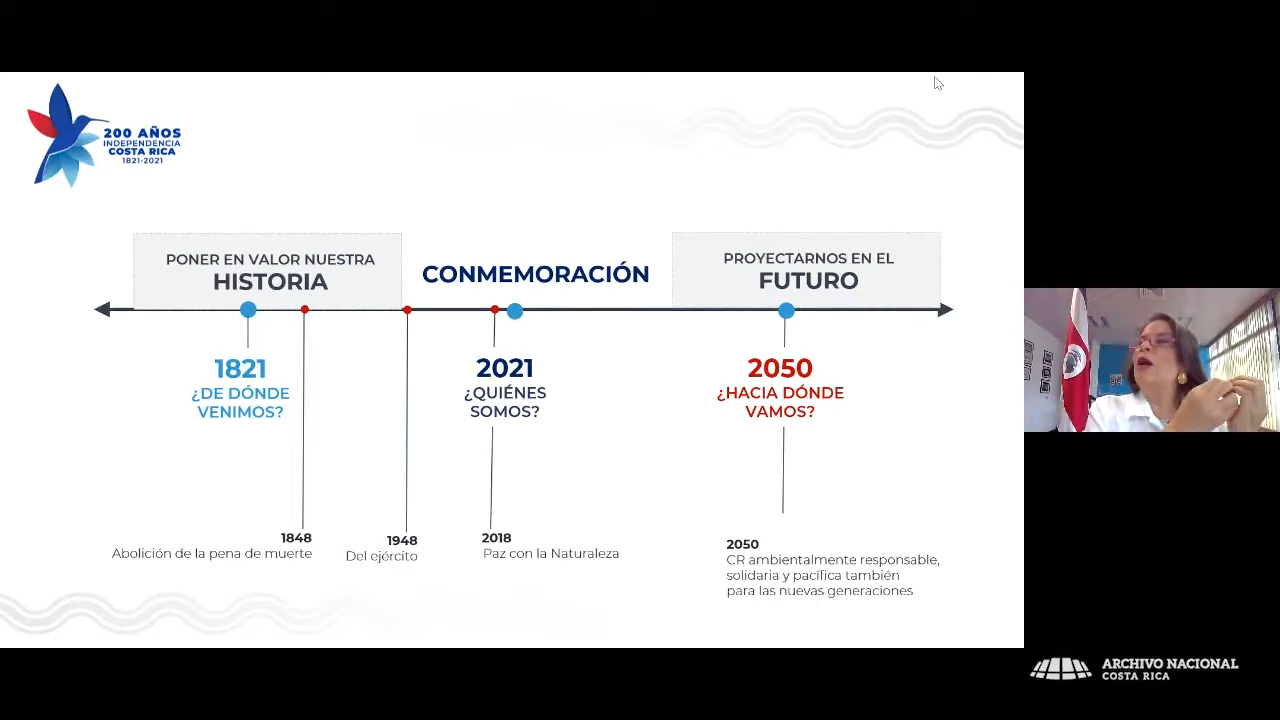 200 AÑOS
INDEPENDENCIA
COSTA RICA
1821-2021
PONER EN VALOR NUESTRA
HISTORIA
CONMEMORACIÓN
PROYECTARNOS EN EL
FUTURO
1821
¿DE DÓNDE
VENIMOS?
2021
¿QUIÉNES
SOMOS?
2050
¿HACIA DÓNDE
VAMOS?
1848
Abolición de la pena de muerte
1948
Del ejército
2018
Paz con la Naturaleza
2050
CR ambientalmente responsable,
solidaria y pacífica también
para las nuevas generaciones
ARCHIVO NACIONAL
COSTA RICA